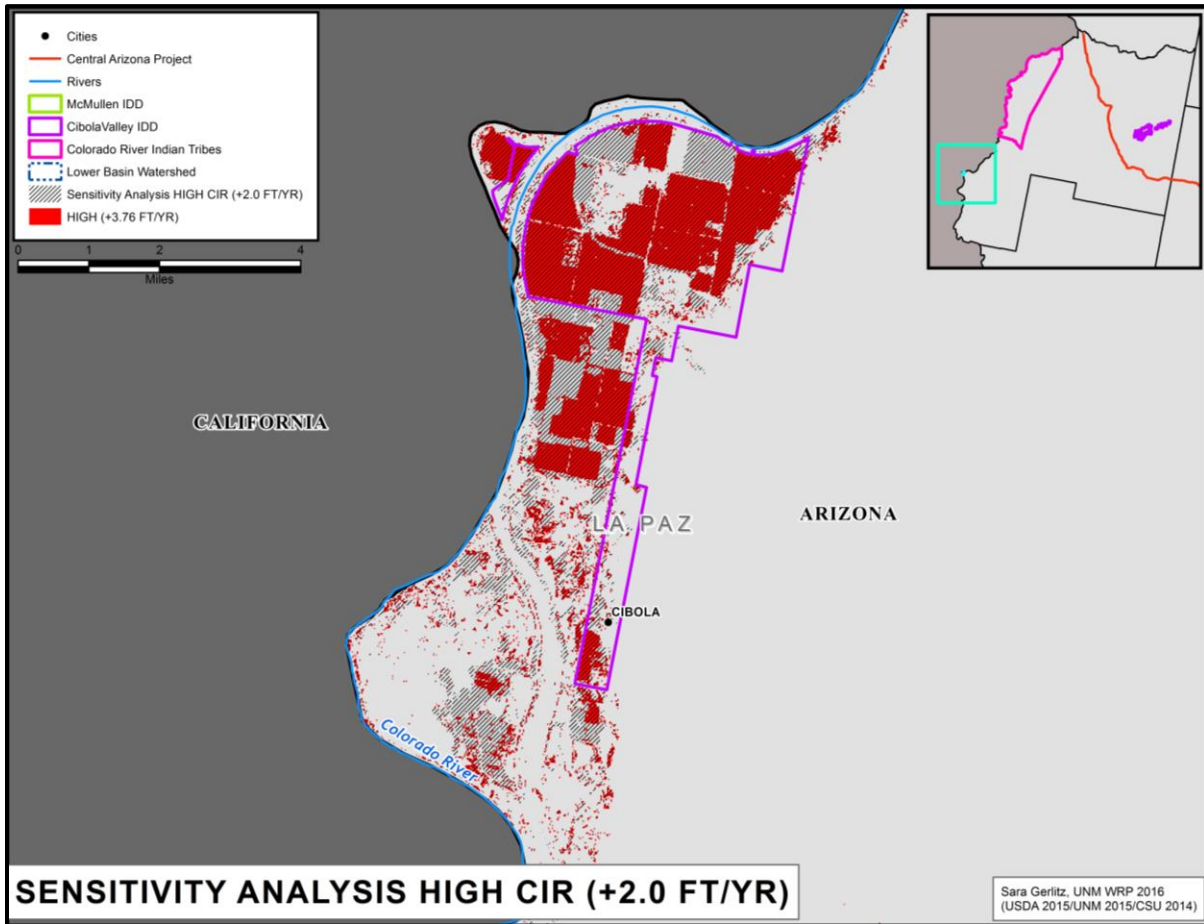 Cities
Central Arizona Project
Rivers
McMullen IDD
CibolaValley IDD
Colorado River Indian Tribes
Lower Basin Watershed
Sensitivity Analysis HIGH CIR (+2.0 FT/YR)
HIGH (+3.76 FT/YR)
0 1 2 4
Miles
CALIFORNIA
ARIZONA
LA PAZ
CIBOLA
Colorado River
SENSITIVITY ANALYSIS HIGH CIR (+2.0 FT/YR)
Sara Gerlitz, UNM WRP 2016
(USDA 2015/UNM 2015/CSU 2014)